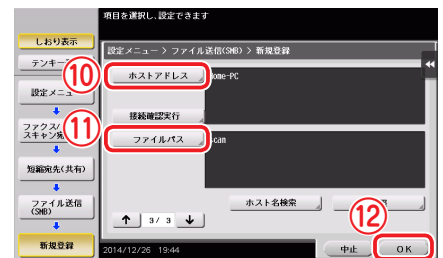 項目を選択し、設定できます
しおり表示
設定メニュー > ファイル送信(SMB) > 新規登録
テンキー
⑩
ホストアドレス
ome-PC
設定メニュ
接続確認実行
⑪
ファクス/
スキャン宛
ファイルパス
can
短縮宛先(共有)
ファイル送信
(SMB)
ホスト名検索
⑫
↑ 3/ 3 ↓
新規登録
2014/12/26 19:44
中止
OK